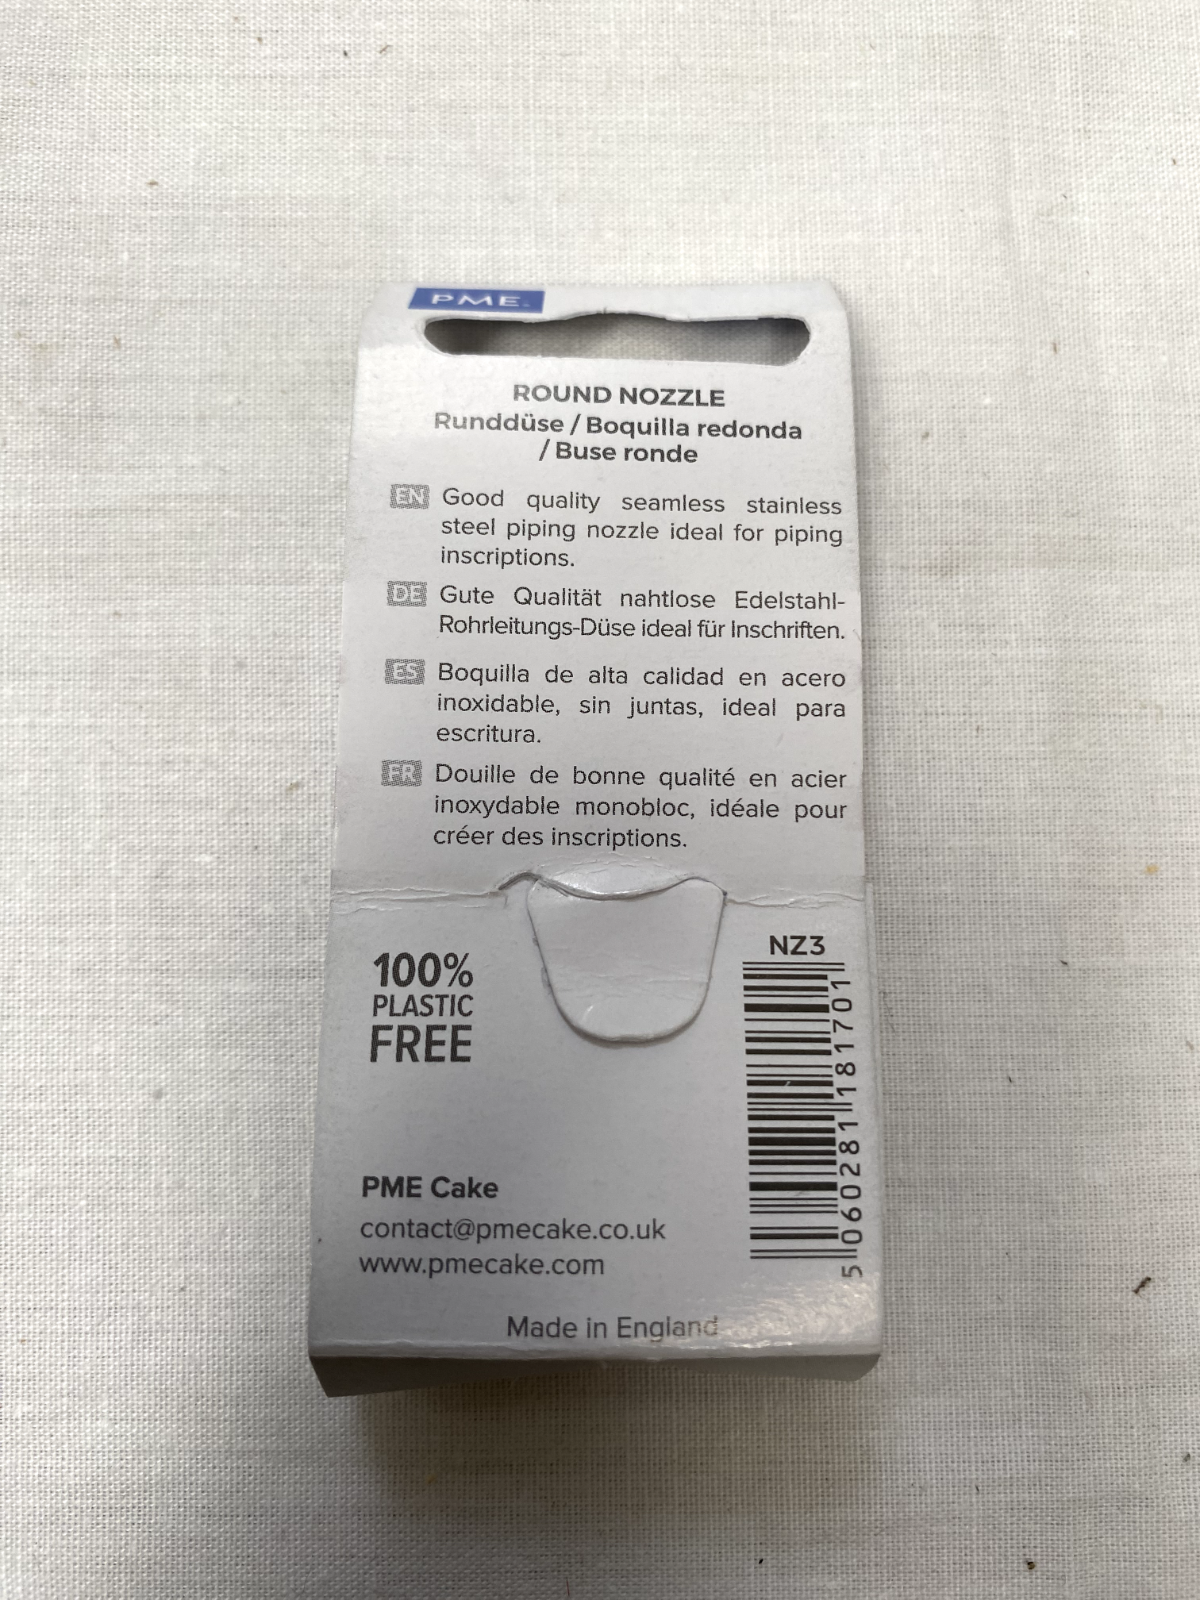 PME.
ROUND NOZZLE
Runddüse / Boquilla redonda
/ Buse ronde
EN Good quality seamless stainless
steel piping nozzle ideal for piping
inscriptions.
DE Gute Qualität nahtlose Edelstahl-
Rohrleitungs-Düse ideal für Inschriften.
ES Boquilla de alta calidad en acero
inoxidable, sin juntas, ideal para
escritura.
FR Douille de bonne qualité en acier
inoxydable monobloc, idéale pour
créer des inscriptions.
100%
PLASTIC
FREE
NZ3
5 060281 181701
PME Cake
contact@pmecake.co.uk
www.pmecake.com
Made in England